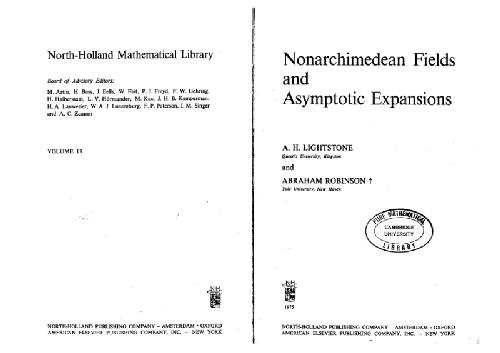 North-Holland Mathematical Library
Board of Advisory Editors:
M. Artin, H. Bass, J. Eells, W. Feit, P. J. Freyd, F. W. Gehring,
H. Halberstam, L. V. Hörmander, M. Kac, J. H. B. Kemperman,
H. A. Lauwerier, W. A. J. Luxemburg, F. P. Peterson, I. M. Singer
and A. C. Zaanen
VOLUME 13
NORTH-HOLLAND PUBLISHING COMPANY – AMSTERDAM · OXFORD
AMERICAN ELSEVIER PUBLISHING COMPANY, INC. – NEW YORK
Nonarchimedean Fields
and
Asymptotic Expansions
A. H. LIGHTSTONE
Queen's University, Kingston
and
ABRAHAM ROBINSON †
Yale University, New Haven
PURE MATHEMATICAL
CAMBRIDGE
UNIVERSITY
LIBRARY
1975
NORTH-HOLLAND PUBLISHING COMPANY – AMSTERDAM · OXFORD
AMERICAN ELSEVIER PUBLISHING COMPANY, INC. – NEW YORK